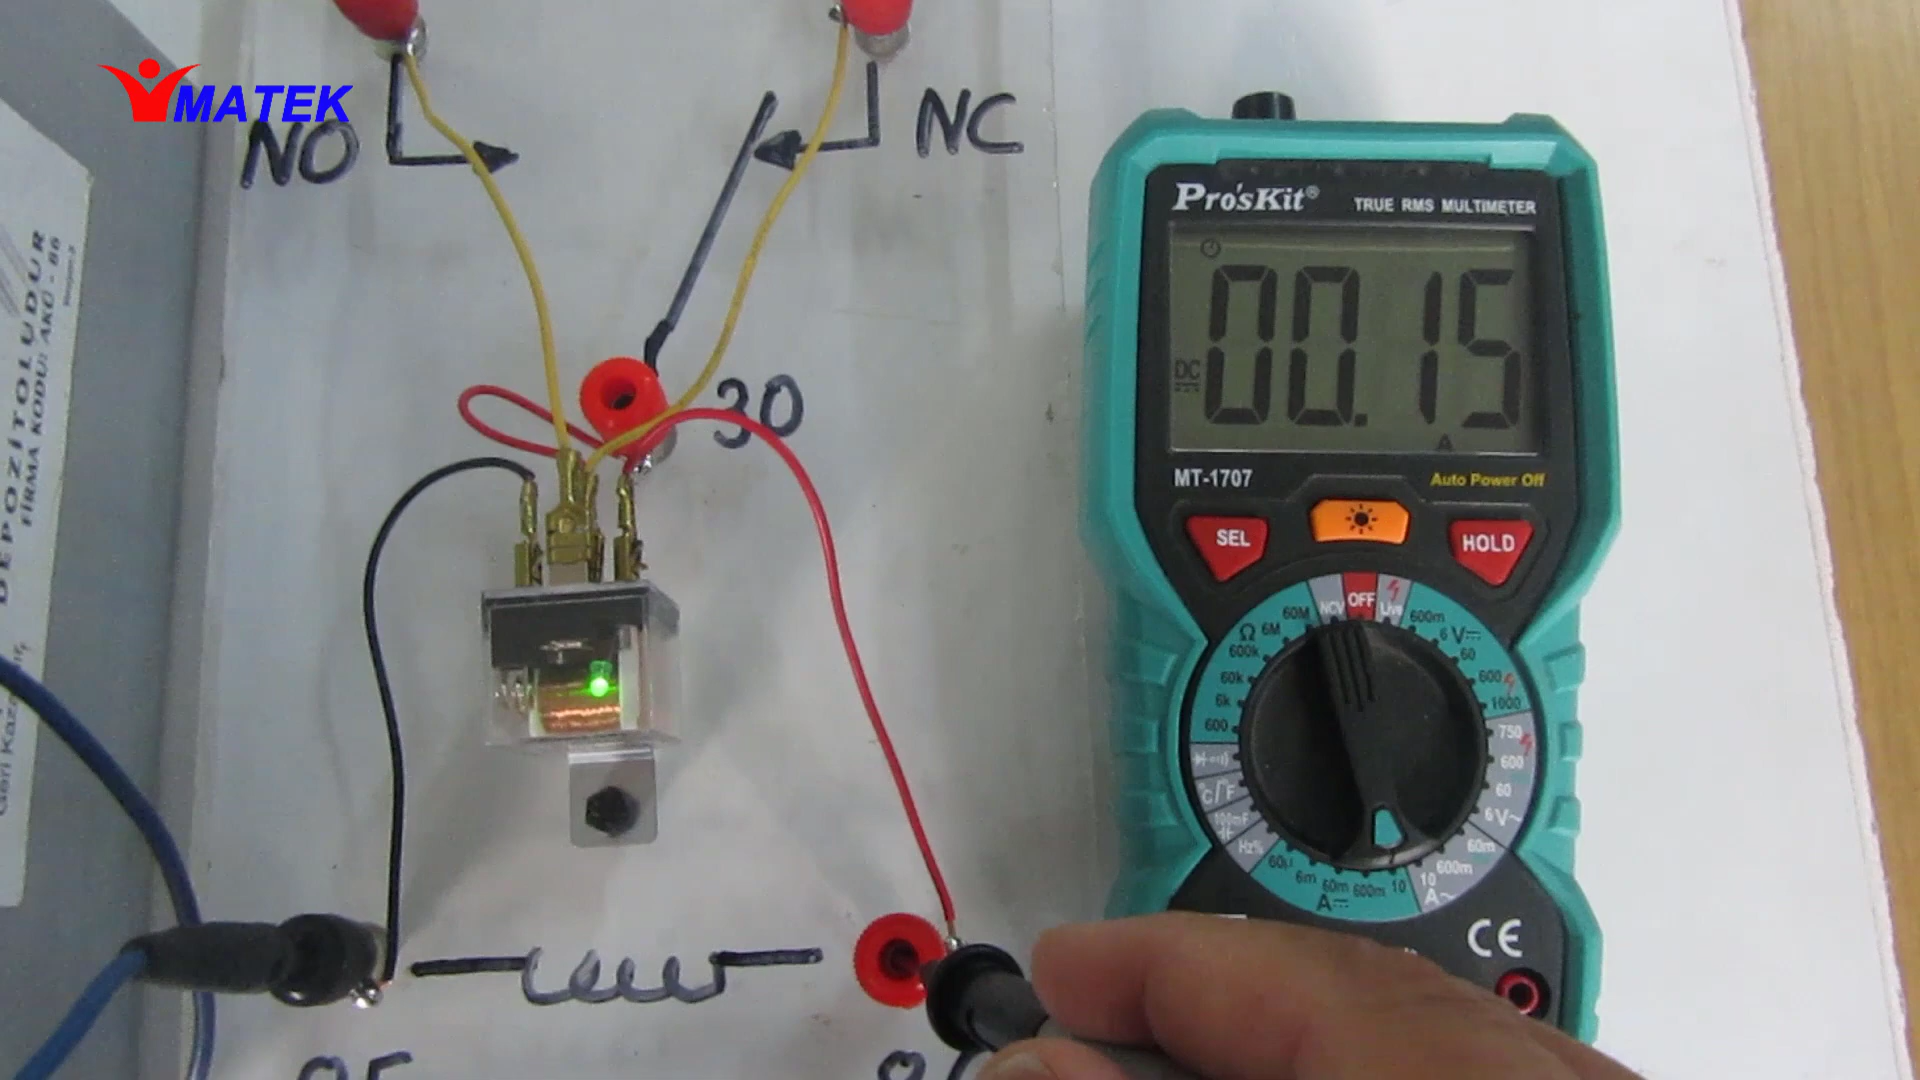 MATEK
NO
NC
30
DEPOZİTOLUDUR
FİRMA KODU: AKÜ - B6
Pro'sKit®
TRUE RMS MULTIMETER
DC
00.15
A
MT-1707
Auto Power Off
SEL
HOLD
NCV
OFF
Live
60M
6M
Ω
600k
60k
6k
600
600m
6
V
60
600
1000
750
600
60
6
V~
°C/°F
100mF
Hz%
60µ
6m
60m
600m
10
A
60m
600m
10
A~
CE